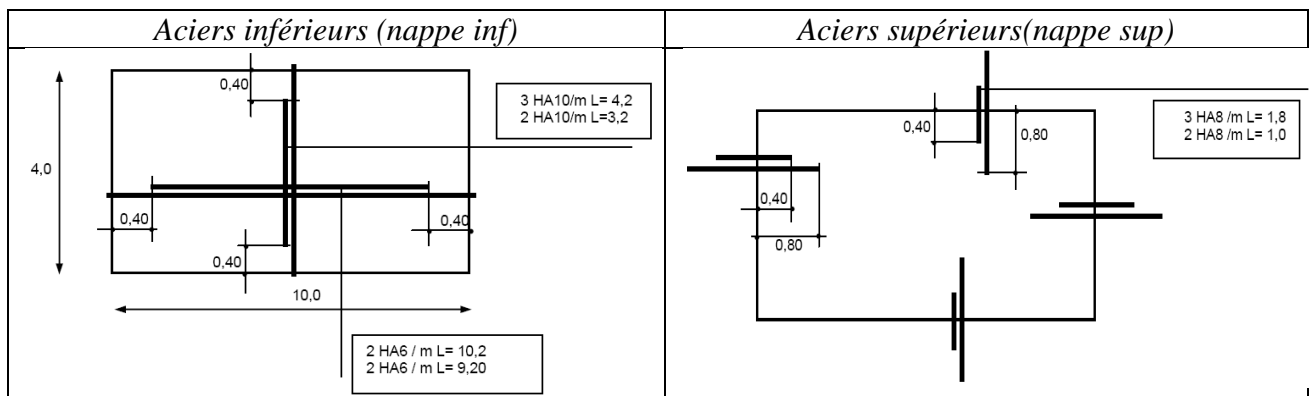 Aciers inférieurs (nappe inf)
Aciers supérieurs(nappe sup)
0,40
3 HA10/m L= 4,2
2 HA10/m L=3,2
4,0
0,40
0,40
0,40
10,0
2 HA6 / m L= 10,2
2 HA6 / m L= 9,20
3 HA8 /m L= 1,8
2 HA8 /m L= 1,0
0,40
0,80
0,40
0,80